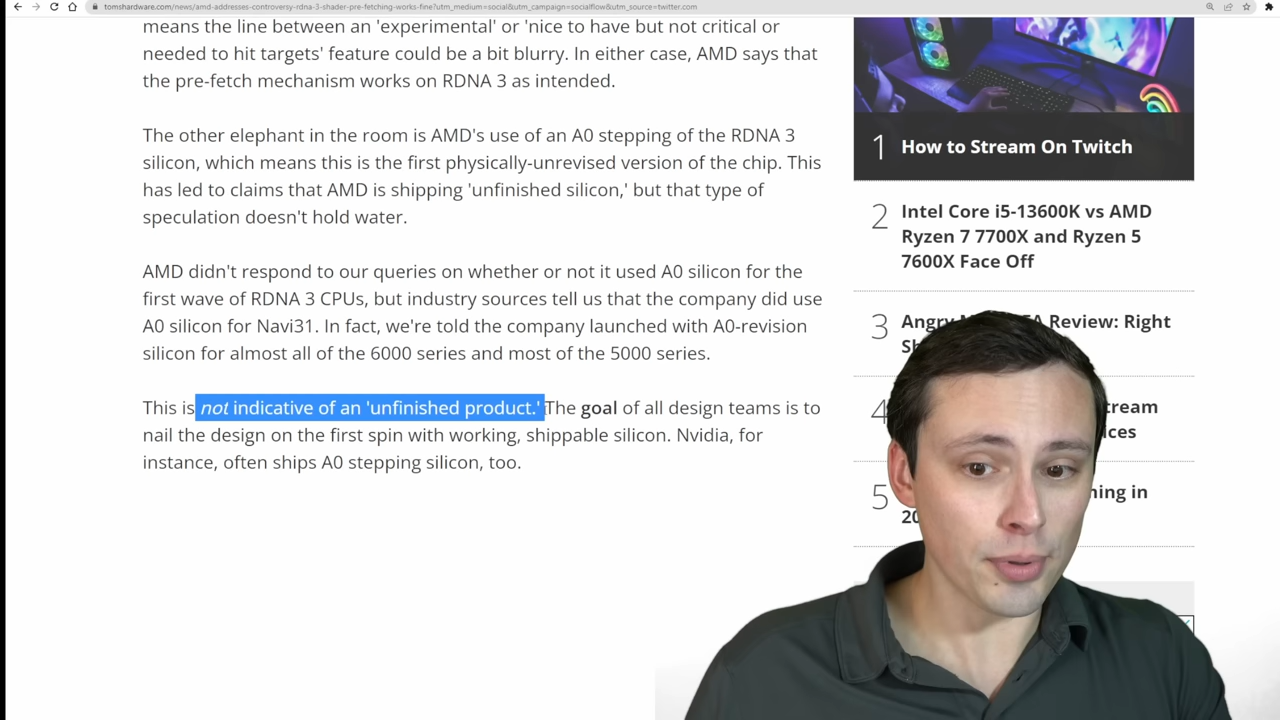 tomshardware.com/news/amd-addresses-controversy-rdna-3-shader-pre-fetching-works-fine?utm_medium=social&utm_campaign=socialflow&utm_source=twitter.com
means the line between an 'experimental' or 'nice to have but not critical or
needed to hit targets' feature could be a bit blurry. In either case, AMD says that
the pre-fetch mechanism works on RDNA 3 as intended.
The other elephant in the room is AMD's use of an A0 stepping of the RDNA 3
silicon, which means this is the first physically-unrevised version of the chip. This
has led to claims that AMD is shipping 'unfinished silicon,' but that type of
speculation doesn't hold water.
AMD didn't respond to our queries on whether or not it used A0 silicon for the
first wave of RDNA 3 CPUs, but industry sources tell us that the company did use
A0 silicon for Navi31. In fact, we're told the company launched with A0-revision
silicon for almost all of the 6000 series and most of the 5000 series.
This is not indicative of an 'unfinished product.' The goal of all design teams is to
nail the design on the first spin with working, shippable silicon. Nvidia, for
instance, often ships A0 stepping silicon, too.
1 How to Stream On Twitch
2 Intel Core i5-13600K vs AMD
Ryzen 7 7700X and Ryzen 5
7600X Face Off
3 Angry Review: Right
4
5
in
20